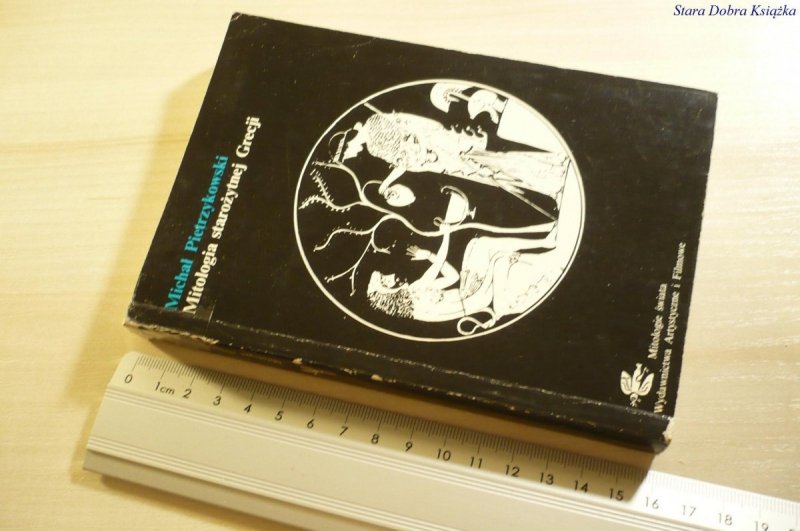 Stara Dobra Książka
Michał Pietrzykowski
Mitologia starożytnej Grecji
Mitologie świata
Wydawnictwa Artystyczne i Filmowe
0 1cm 2 3 4 5 6 7 8 9 10 11 12 13 14 15 16 17 18 19